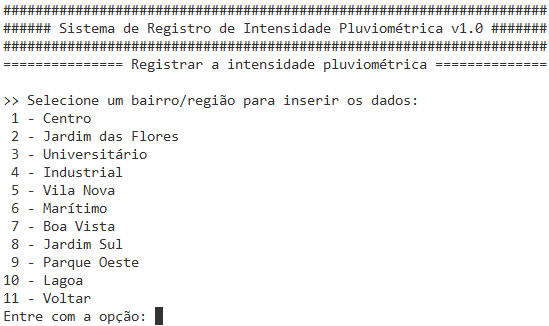 ####################################################################
###### Sistema de Registro de Intensidade Pluviométrica v1.0 #######
####################################################################
=============== Registrar a intensidade pluviométrica ==============
>> Selecione um bairro/região para inserir os dados:
1 - Centro
2 - Jardim das Flores
3 - Universitário
4 - Industrial
5 - Vila Nova
6 - Marítimo
7 - Boa Vista
8 - Jardim Sul
9 - Parque Oeste
10 - Lagoa
11 - Voltar
Entre com a opção: